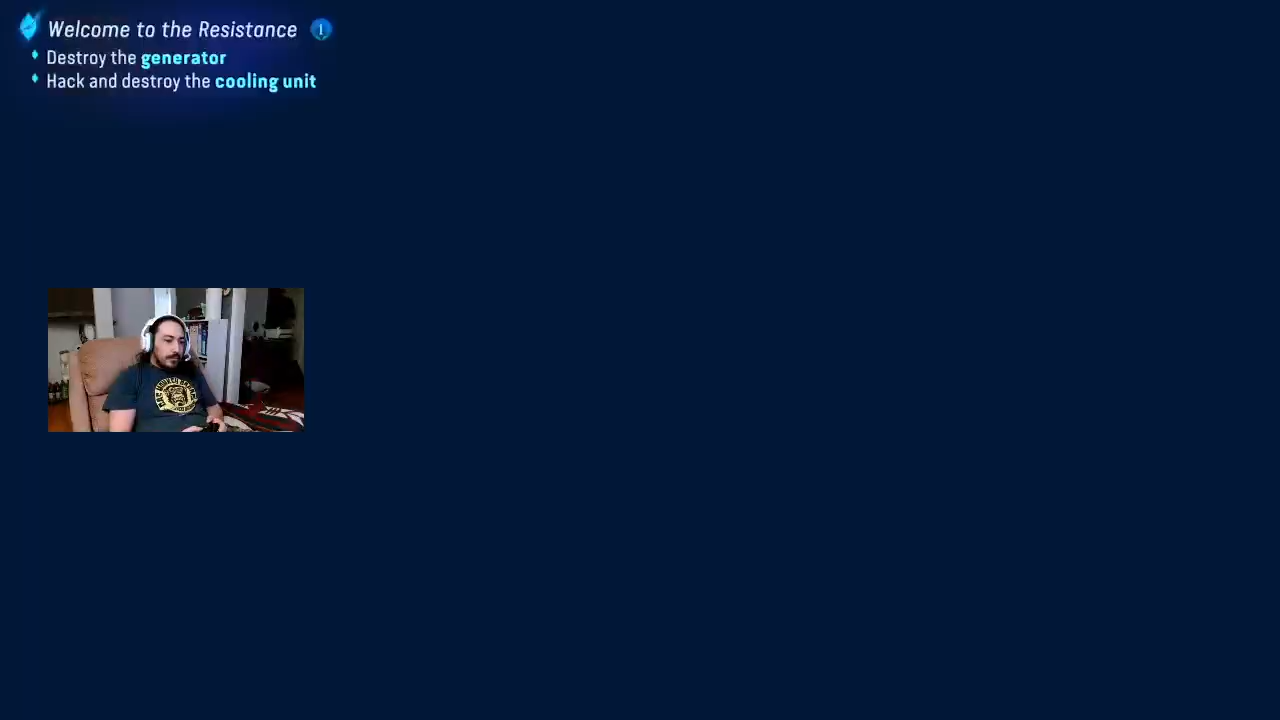 Welcome to the Resistance
Destroy the generator
Hack and destroy the cooling unit